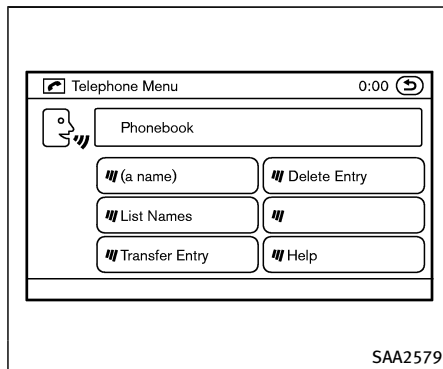 Telephone Menu 0:00
Phonebook
(a name) Delete Entry
List Names
Transfer Entry Help
SAA2579